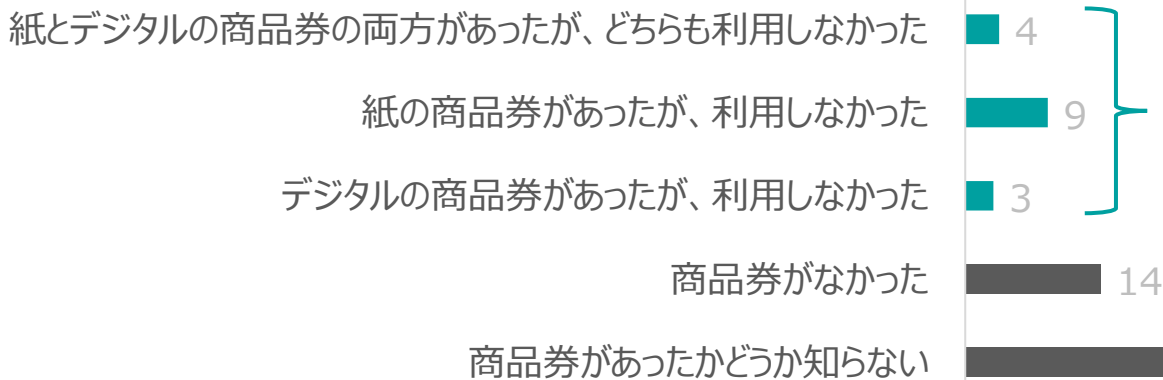 紙とデジタルの商品券の両方があったが、どちらも利用しなかった 4
紙の商品券があったが、利用しなかった 9
デジタルの商品券があったが、利用しなかった 3
商品券がなかった 14
商品券があったかどうか知らない